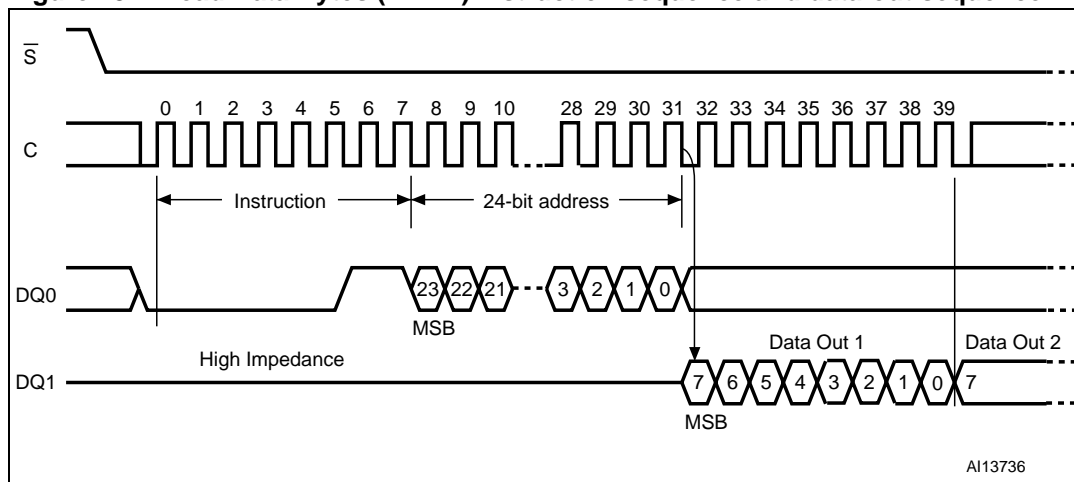 S
0 1 2 3 4 5 6 7 8 9 10 28 29 30 31 32 33 34 35 36 37 38 39
C
Instruction 24-bit address
DQ0 23 22 21 3 2 1 0
MSB
High Impedance Data Out 1 Data Out 2
DQ1 7 6 5 4 3 2 1 0 7
MSB
AI13736